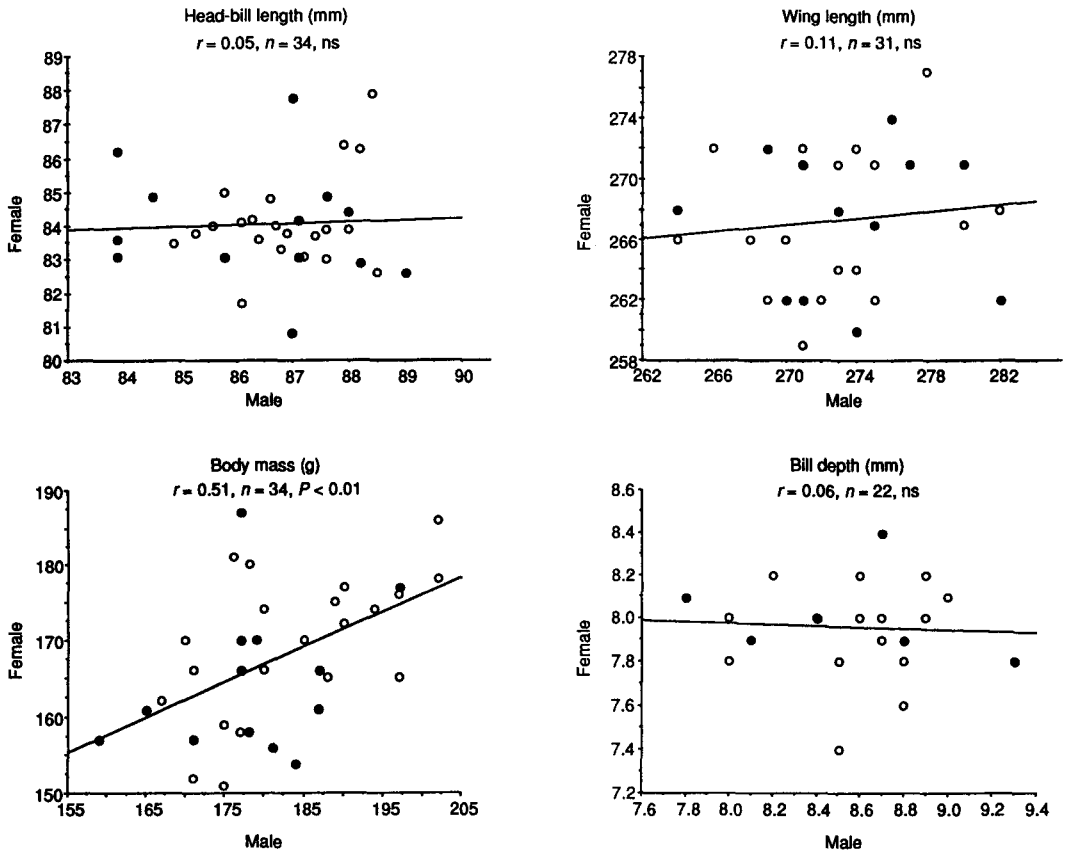 Head-bill length (mm)
r = 0.05, n = 34, ns
89
88
87
86
85
84
83
82
81
80
Female
83 84 85 86 87 88 89 90
Male
Wing length (mm)
r = 0.11, n = 31, ns
278
274
270
266
262
258
Female
262 266 270 274 278 282
Male
Body mass (g)
r = 0.51, n = 34, P < 0.01
190
180
170
160
150
Female
155 165 175 185 195 205
Male
Bill depth (mm)
r = 0.06, n = 22, ns
8.6
8.4
8.2
8.0
7.8
7.6
7.4
7.2
Female
7.6 7.8 8.0 8.2 8.4 8.6 8.8 9.0 9.2 9.4
Male